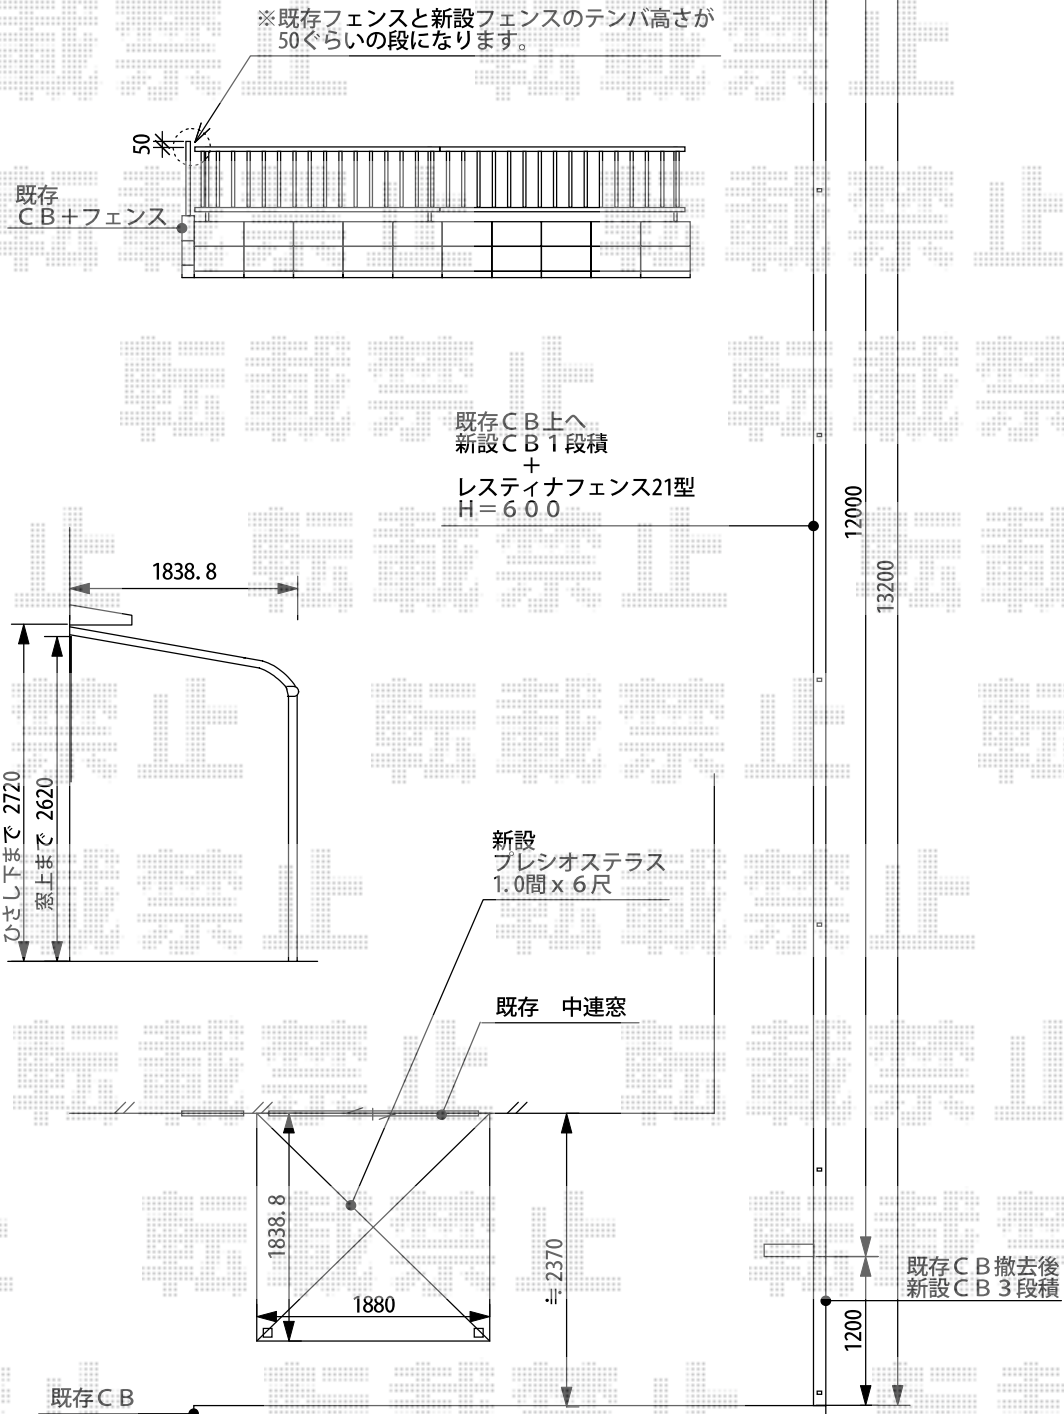 ※既存フェンスと新設フェンスのテンバ高さが
50ぐらいの段になります。
50
既存
ＣＢ＋フェンス
既存ＣＢ上へ
新設ＣＢ１段積
＋
レスティナフェンス21型
Ｈ＝６００
12000
13200
1838.8
ひさし下まで 2720
窓上まで 2620
新設
プレシオステラス
1.0間ｘ６尺
既存　中連窓
1838.8
1880
≒2370
既存ＣＢ撤去後
新設ＣＢ３段積
1200
既存ＣＢ
転載禁止